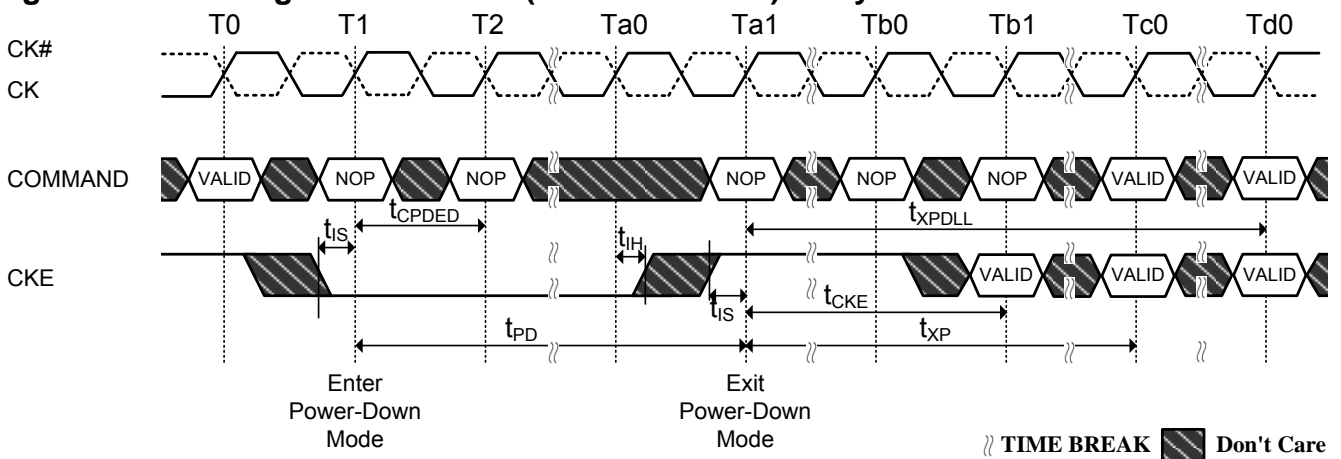 T0 T1 T2 Ta0 Ta1 Tb0 Tb1 Tc0 Td0
CK#
CK
COMMAND VALID NOP NOP NOP NOP NOP VALID VALID
tCPDED tXPDLL
tIS tIH
CKE VALID VALID VALID
tIS tCKE
tPD tXP
Enter Power-Down Mode
Exit Power-Down Mode
TIME BREAK Don't Care